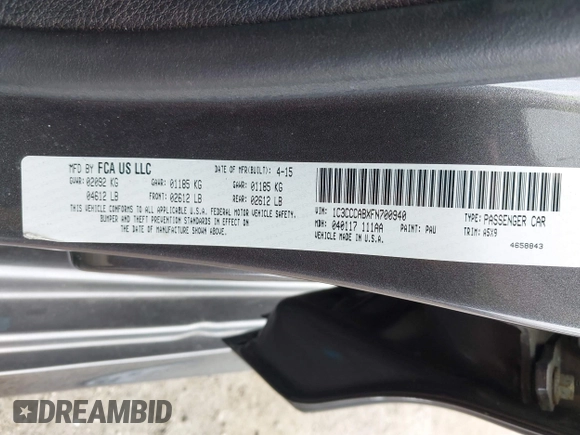 MFD BY FCA US LLC DATE OF MFR(BUILT): 4-15
GVWR: 02092 KG GAWR: 01185 KG GAWR: 01185 KG
04612 LB FRONT: 02612 LB REAR: 02612 LB
THIS VEHICLE CONFORMS TO ALL APPLICABLE U.S.A. FEDERAL MOTOR VEHICLE SAFETY,
BUMPER AND THEFT PREVENTION STANDARDS IN EFFECT ON
THE DATE OF MANUFACTURE SHOWN ABOVE.
VIN: 1C3CCCABXFN700940 TYPE: PASSENGER CAR
MDH: 040117 111AA PAINT: PAU TRIM: A5X9
VEHICLE MADE IN U.S.A. 4658843
DREAMBID